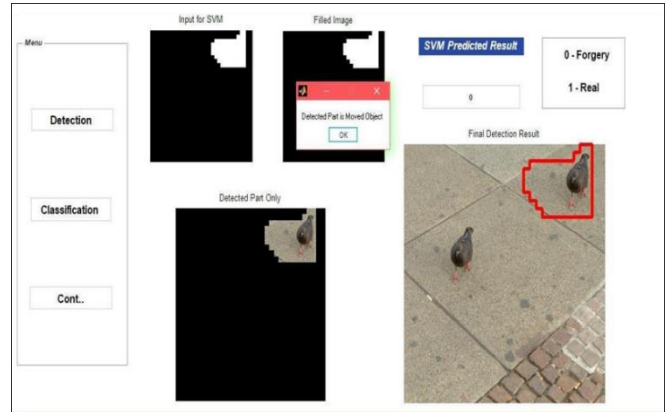 Menu
Detection
Classification
Cont..
Input for SVM
Filled Image
Detected Part is Moved Object
OK
Detected Part Only
SVM Predicted Result
0
0 - Forgery
1 - Real
Final Detection Result